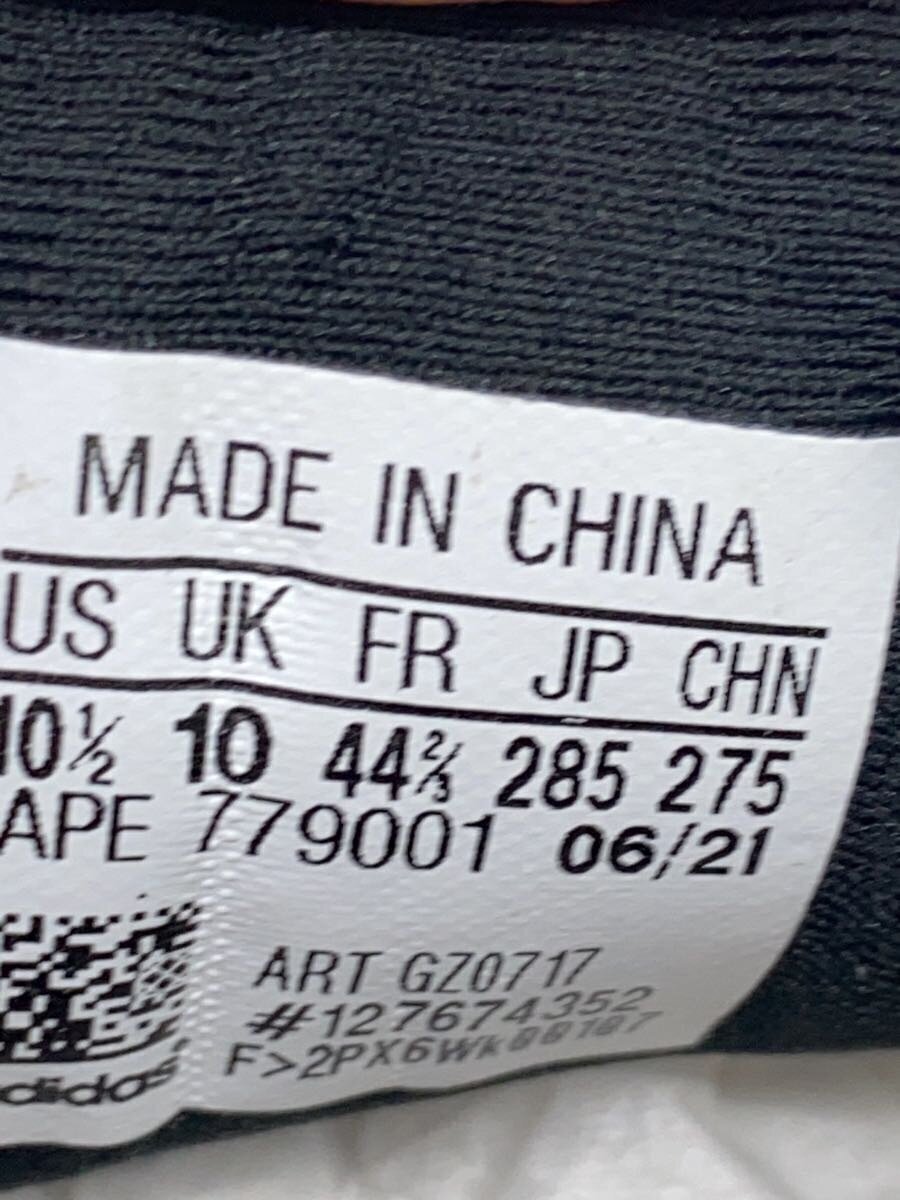 MADE IN CHINA
US UK FR JP CHN
10½ 10 44⅔ 285 275
APE 779001 06/21
ART GZ0717
#127674352
adidas